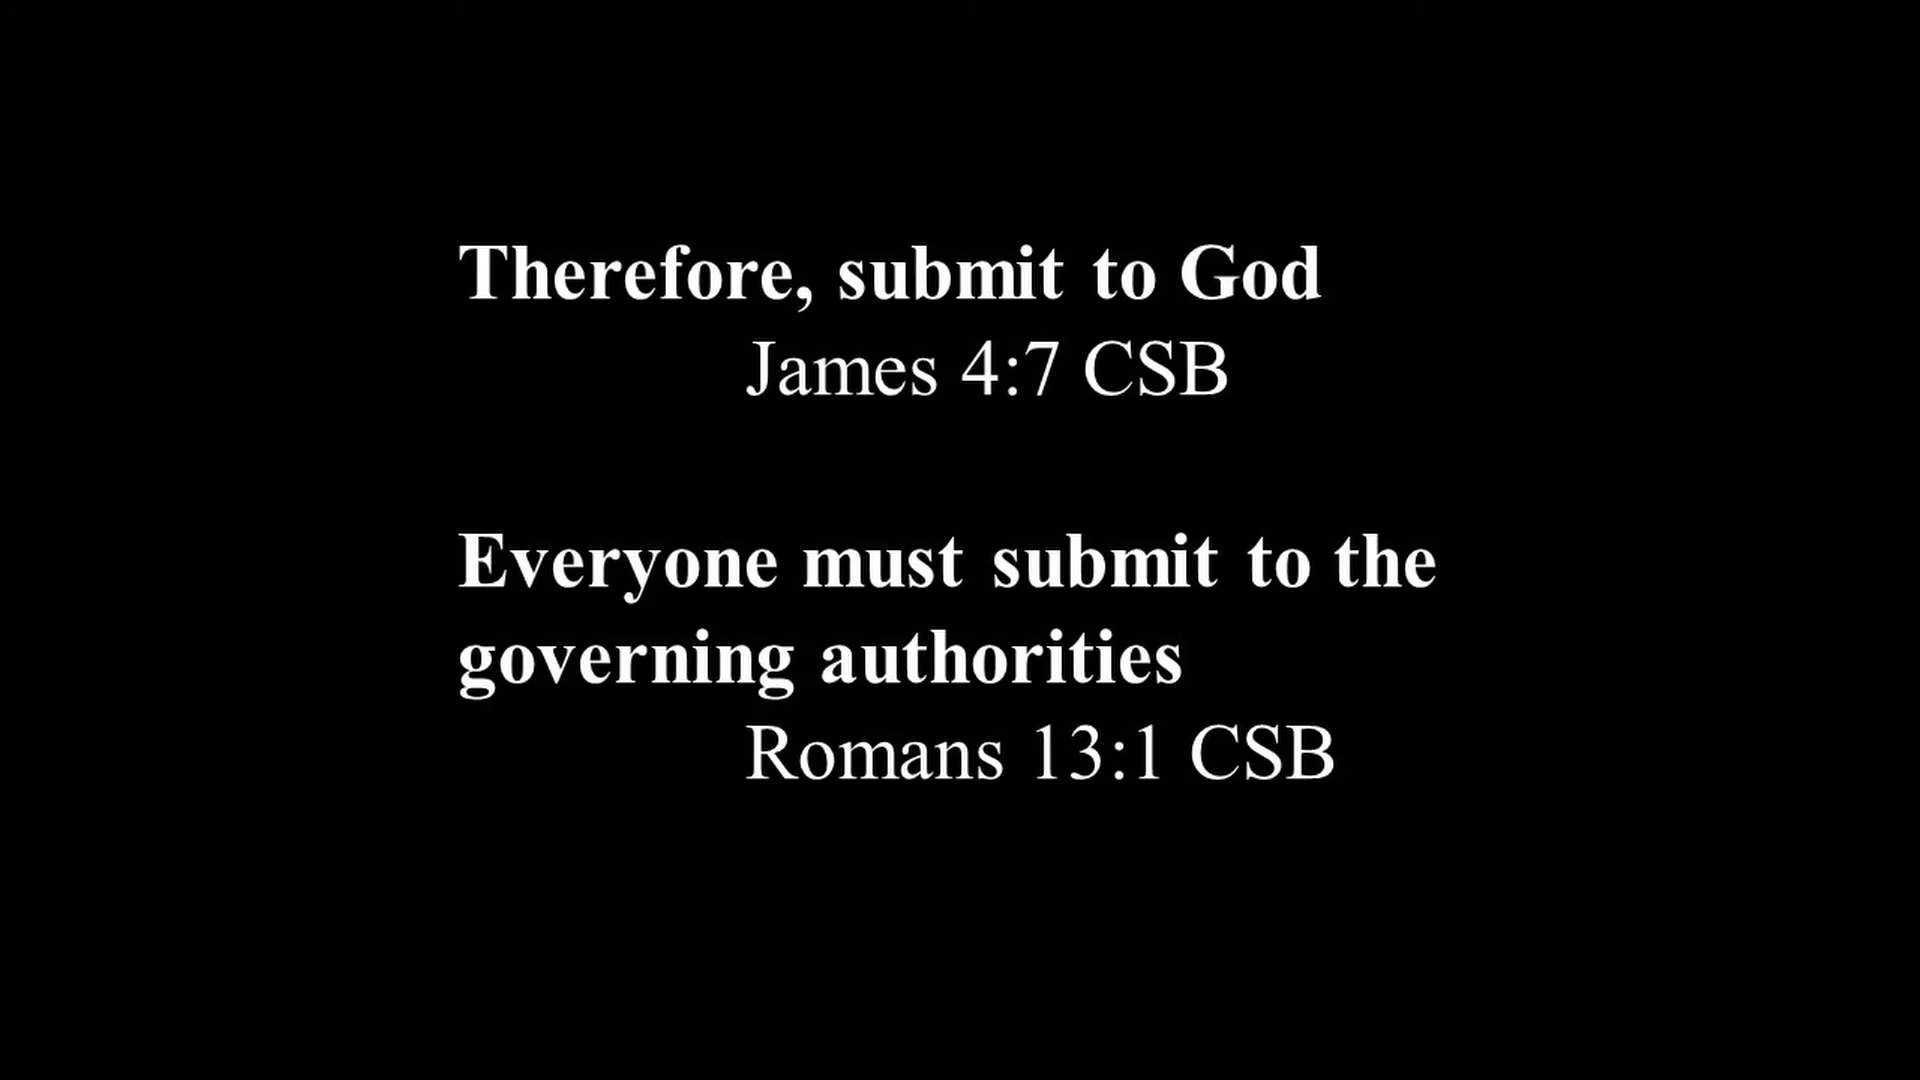 Therefore, submit to God
James 4:7 CSB
Everyone must submit to the
governing authorities
Romans 13:1 CSB